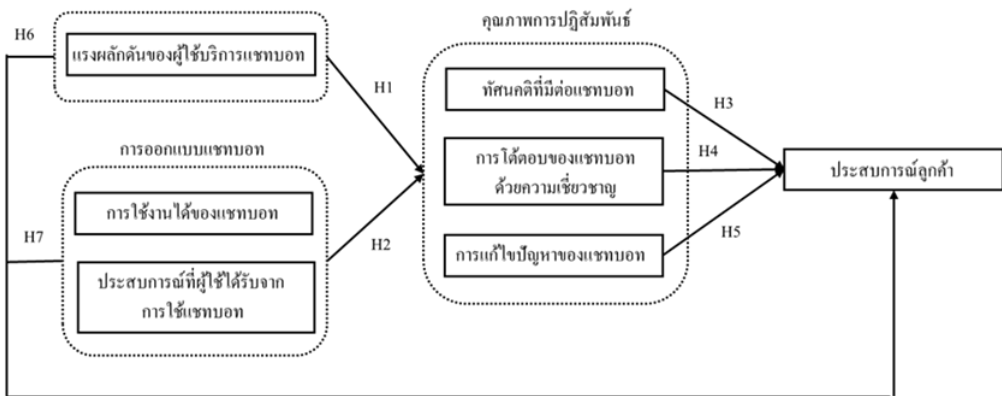 คุณภาพการปฏิสัมพันธ์
H6
แรงผลักดันของผู้ใช้บริการแชทบอท
H1
การออกแบบแชทบอท
H7
การใช้งานได้ของแชทบอท
H2
ประสบการณ์ที่ผู้ใช้ได้รับจาก
การใช้แชทบอท
ทัศนคติที่มีต่อแชทบอท
H3
การโต้ตอบของแชทบอท
ด้วยความเชี่ยวชาญ
H4
การแก้ไขปัญหาของแชทบอท
H5
ประสบการณ์ลูกค้า